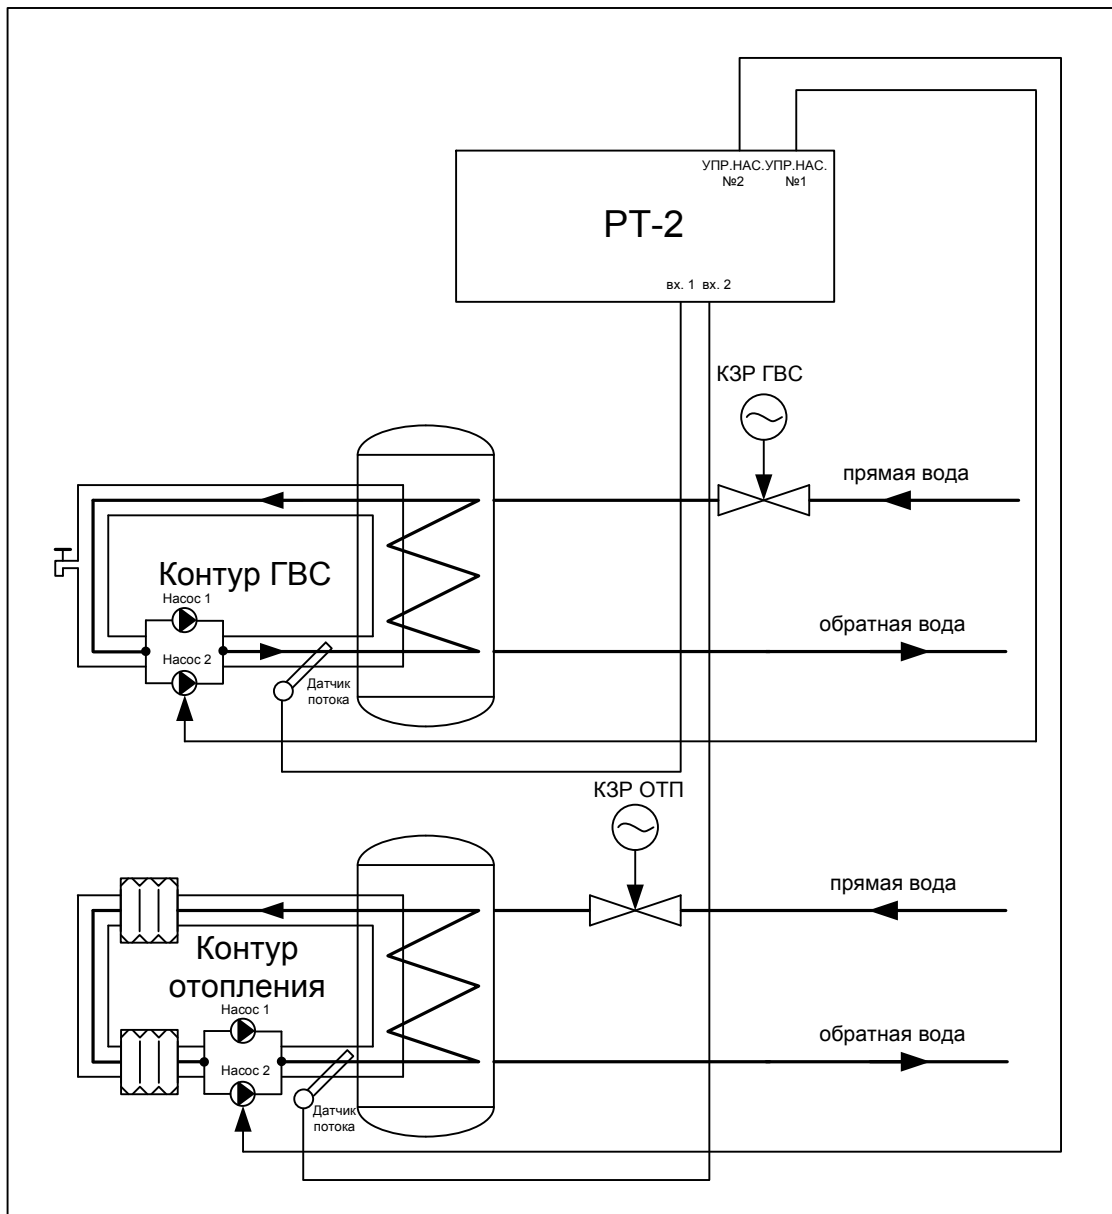 УПР.НАС. УПР.НАС.
№2 №1
РТ-2
вх. 1 вх. 2
КЗР ГВС
прямая вода
Контур ГВС
Насос 1
обратная вода
Насос 2
Датчик
потока
КЗР ОТП
прямая вода
Контур
отопления
Насос 1
обратная вода
Насос 2
Датчик
потока